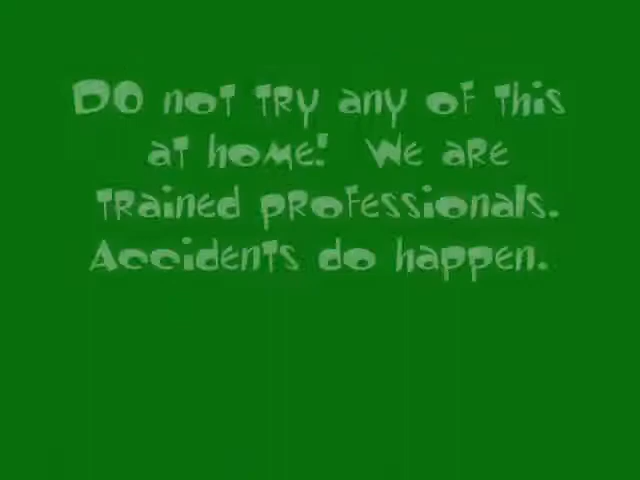 DO not try any of this
at home! We are
trained professionals.
Accidents do happen.